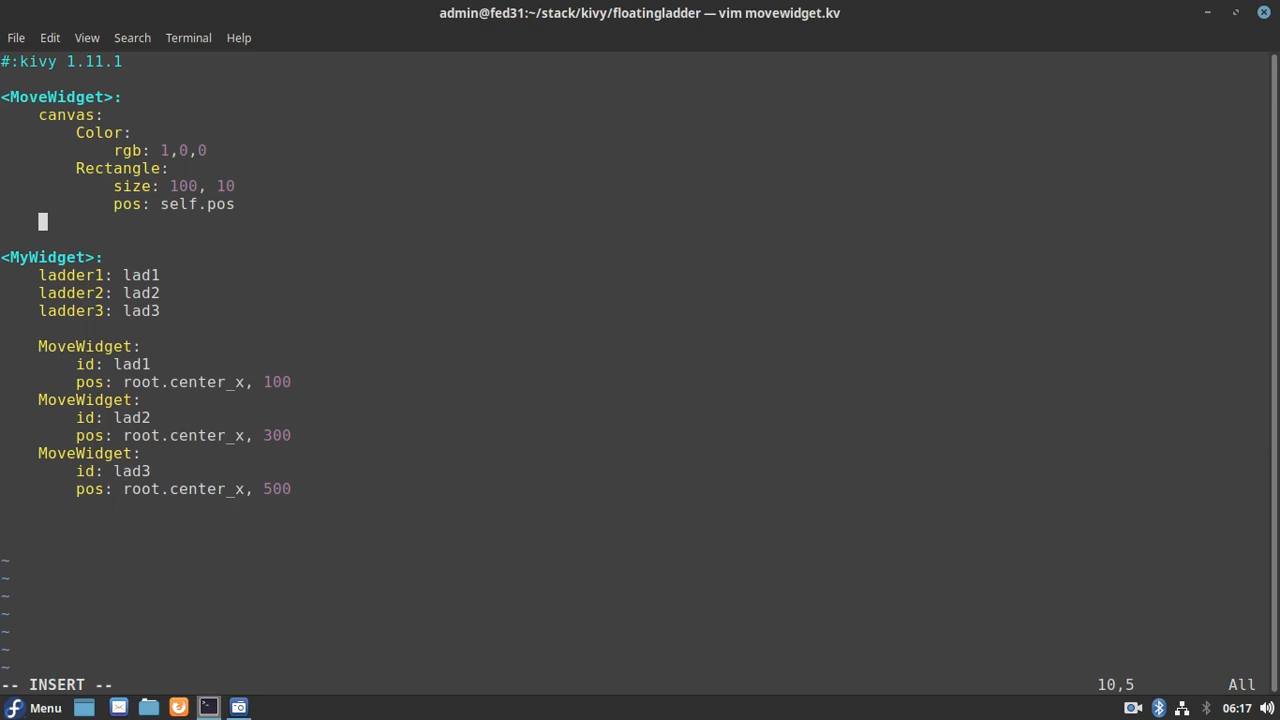 admin@fed31:~/stack/kivy/floatingladder — vim movewidget.kv
File Edit View Search Terminal Help
#:kivy 1.11.1
<MoveWidget>:
canvas:
Color:
rgb: 1,0,0
Rectangle:
size: 100, 10
pos: self.pos
<MyWidget>:
ladder1: lad1
ladder2: lad2
ladder3: lad3
MoveWidget:
id: lad1
pos: root.center_x, 100
MoveWidget:
id: lad2
pos: root.center_x, 300
MoveWidget:
id: lad3
pos: root.center_x, 500
~
~
~
~
~
~
~
-- INSERT -- 10,5 All
Menu 06:17